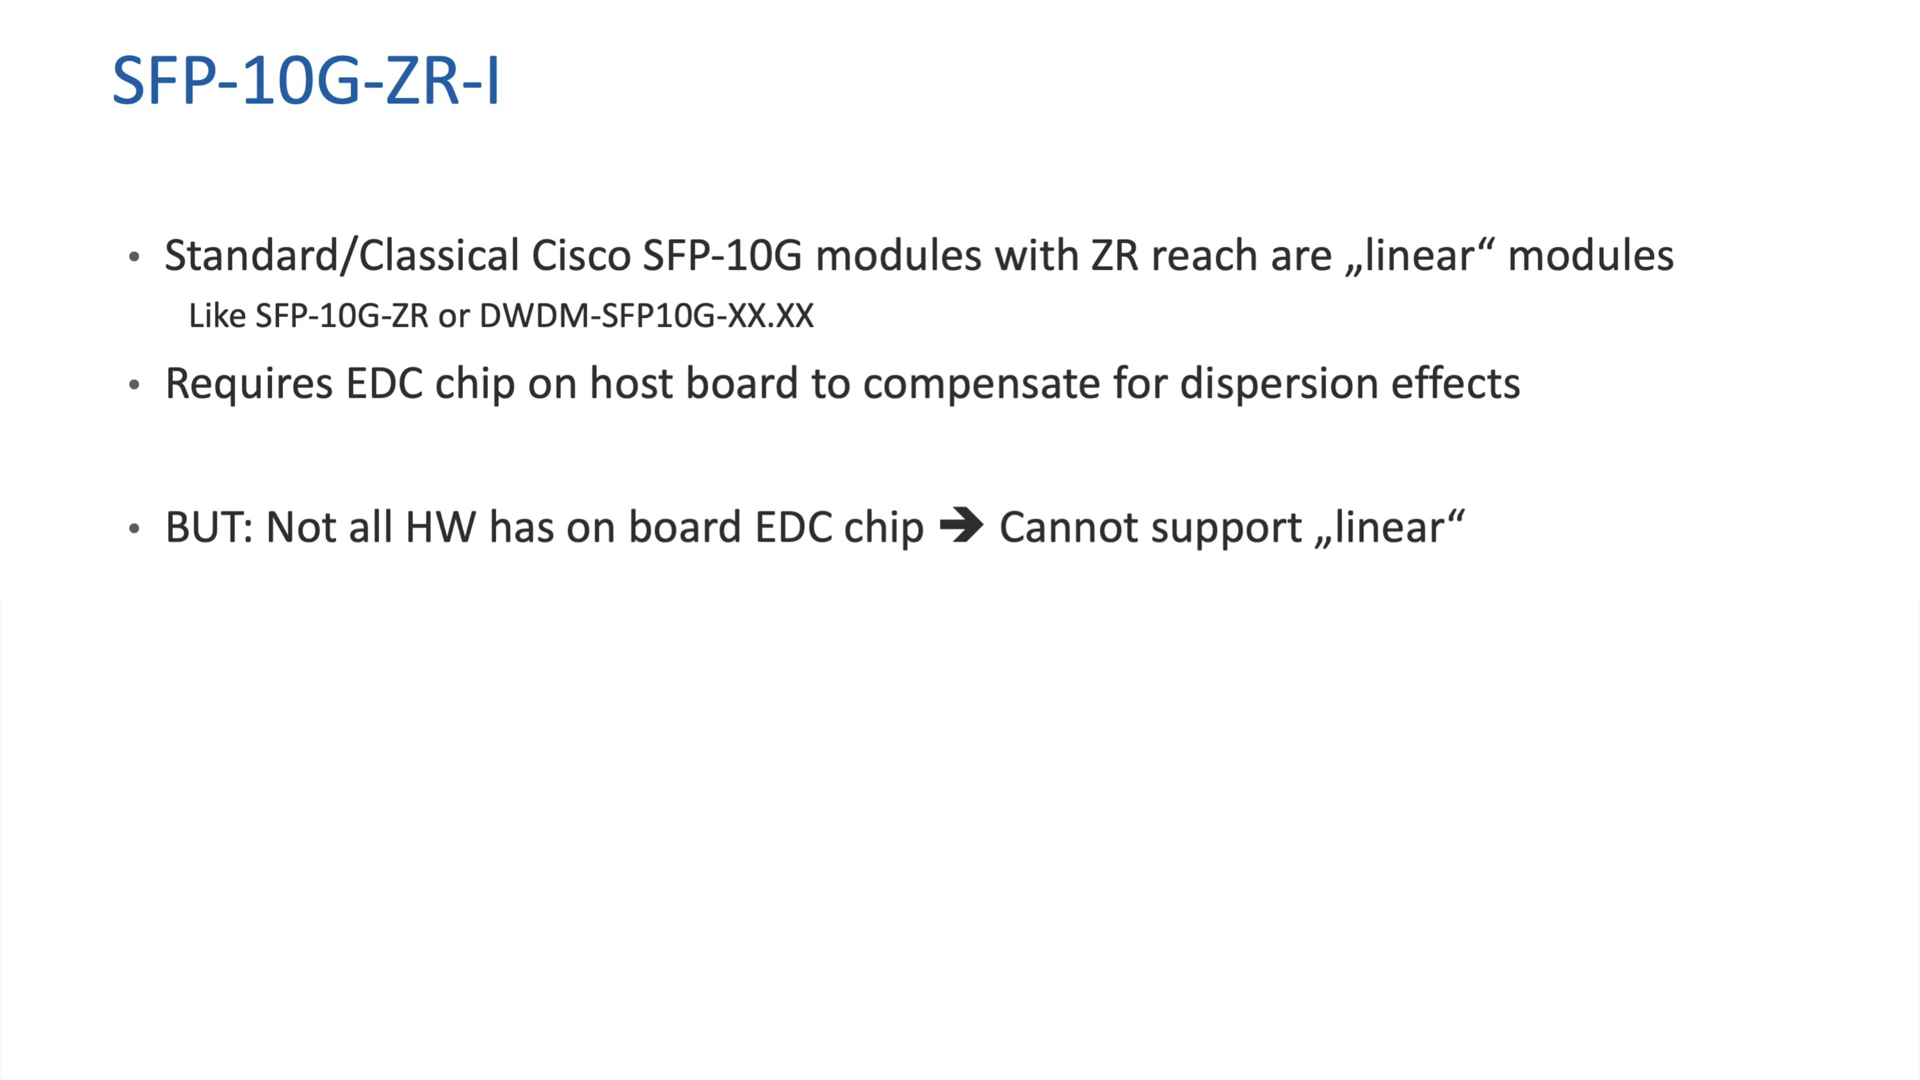 SFP-10G-ZR-I
• Standard/Classical Cisco SFP-10G modules with ZR reach are „linear“ modules
Like SFP-10G-ZR or DWDM-SFP10G-XX.XX
• Requires EDC chip on host board to compensate for dispersion effects
• BUT: Not all HW has on board EDC chip ➔ Cannot support „linear“